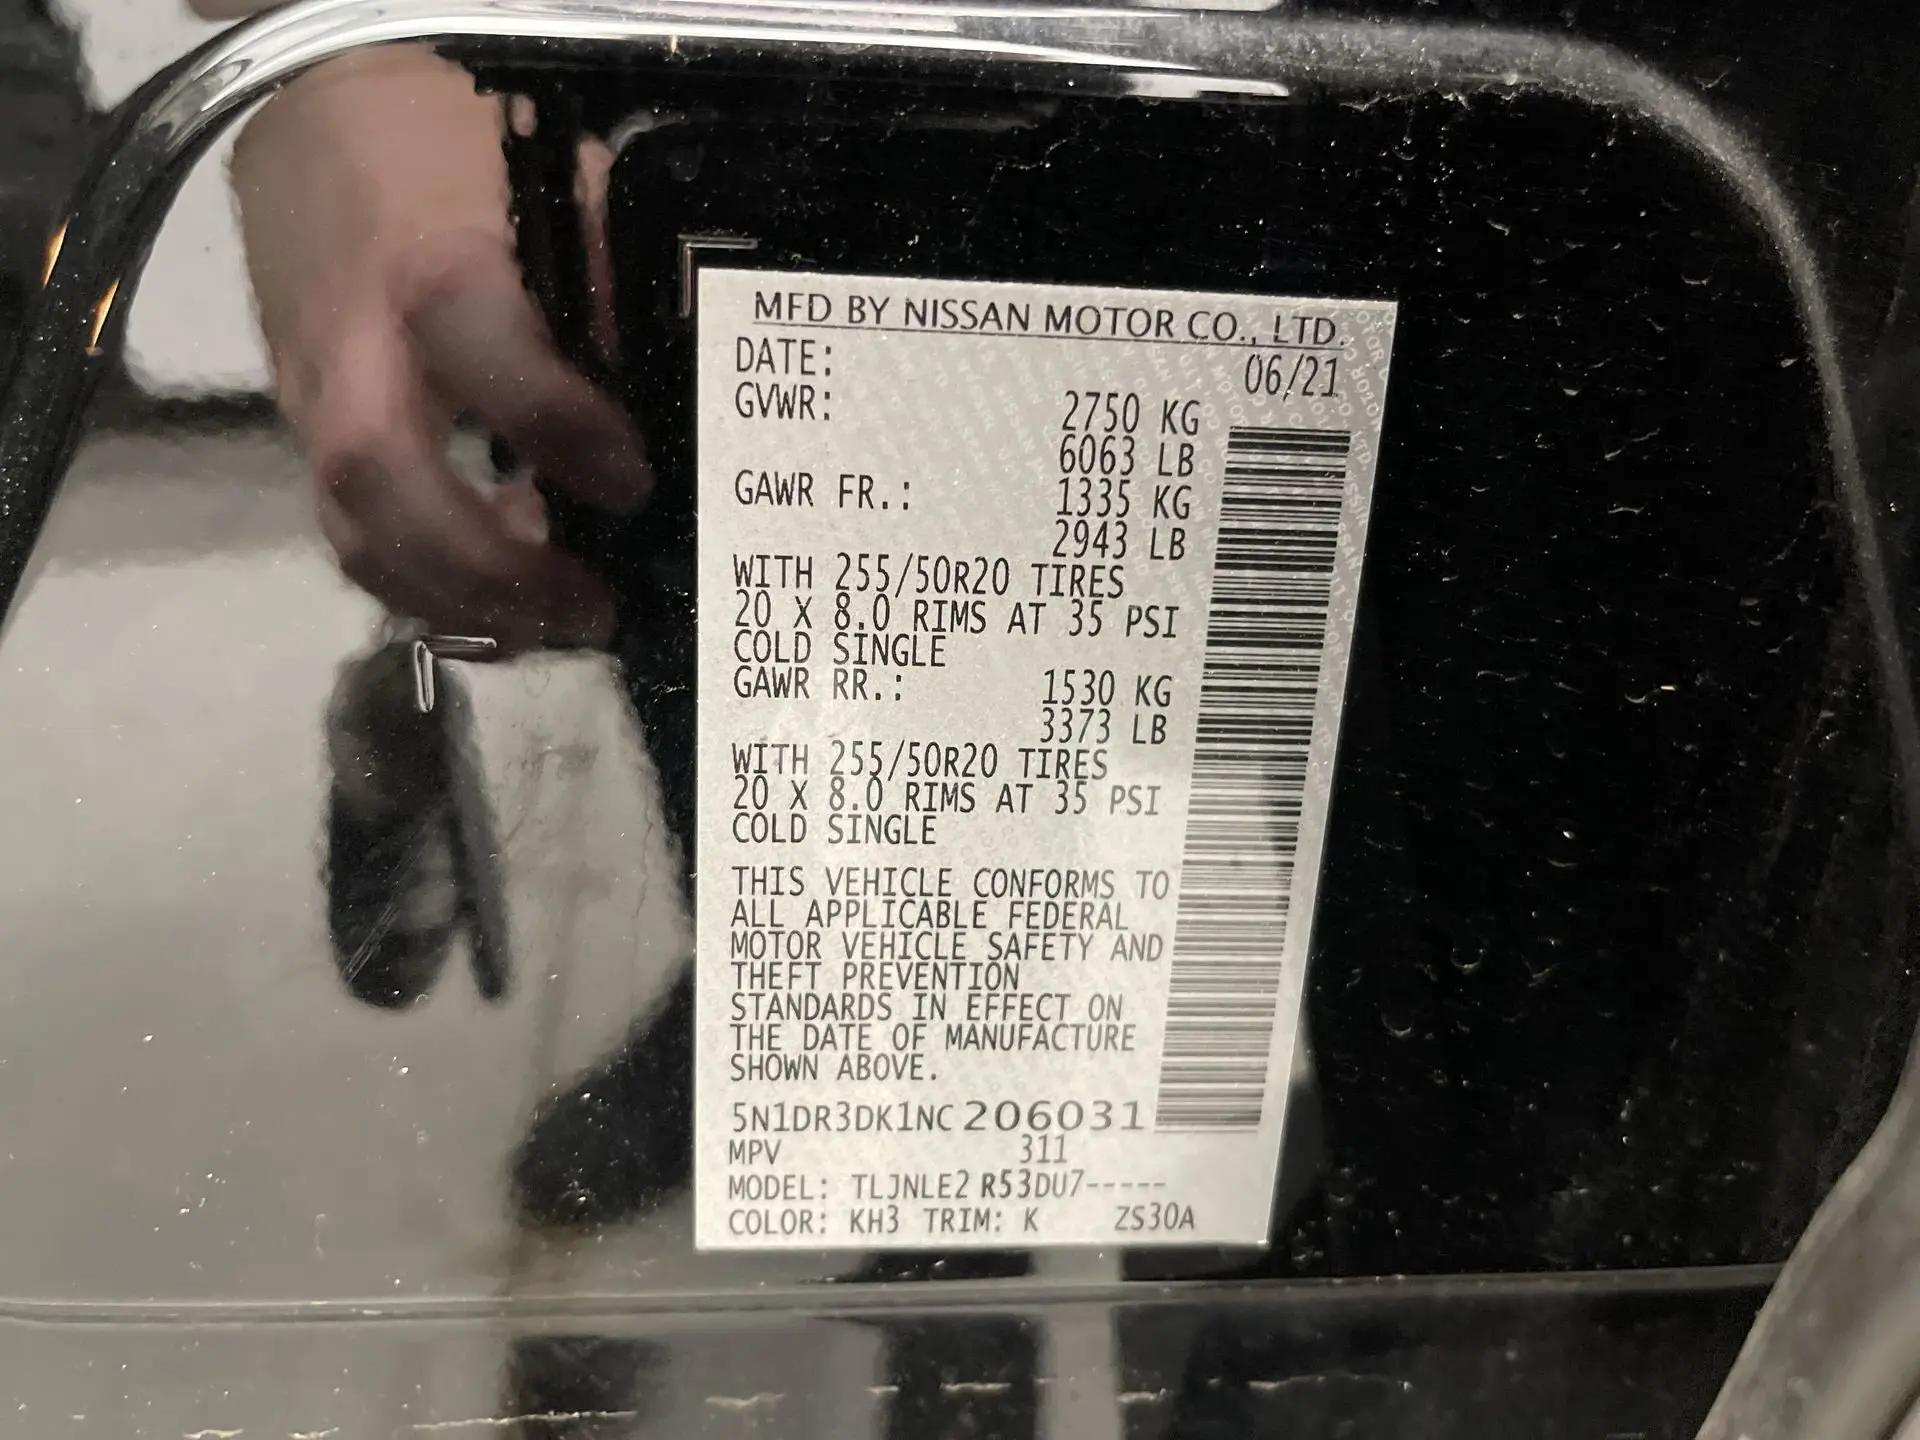 MFD BY NISSAN MOTOR CO., LTD.
DATE: 06/21
GVWR: 2750 KG
6063 LB
GAWR FR.: 1335 KG
2943 LB
WITH 255/50R20 TIRES
20 X 8.0 RIMS AT 35 PSI
COLD SINGLE
GAWR RR.: 1530 KG
3373 LB
WITH 255/50R20 TIRES
20 X 8.0 RIMS AT 35 PSI
COLD SINGLE
THIS VEHICLE CONFORMS TO
ALL APPLICABLE FEDERAL
MOTOR VEHICLE SAFETY AND
THEFT PREVENTION
STANDARDS IN EFFECT ON
THE DATE OF MANUFACTURE
SHOWN ABOVE.
5N1DR3DK1NC206031
MPV 311
MODEL: TLJNLE2 R53DU7-----
COLOR: KH3 TRIM: K ZS30A